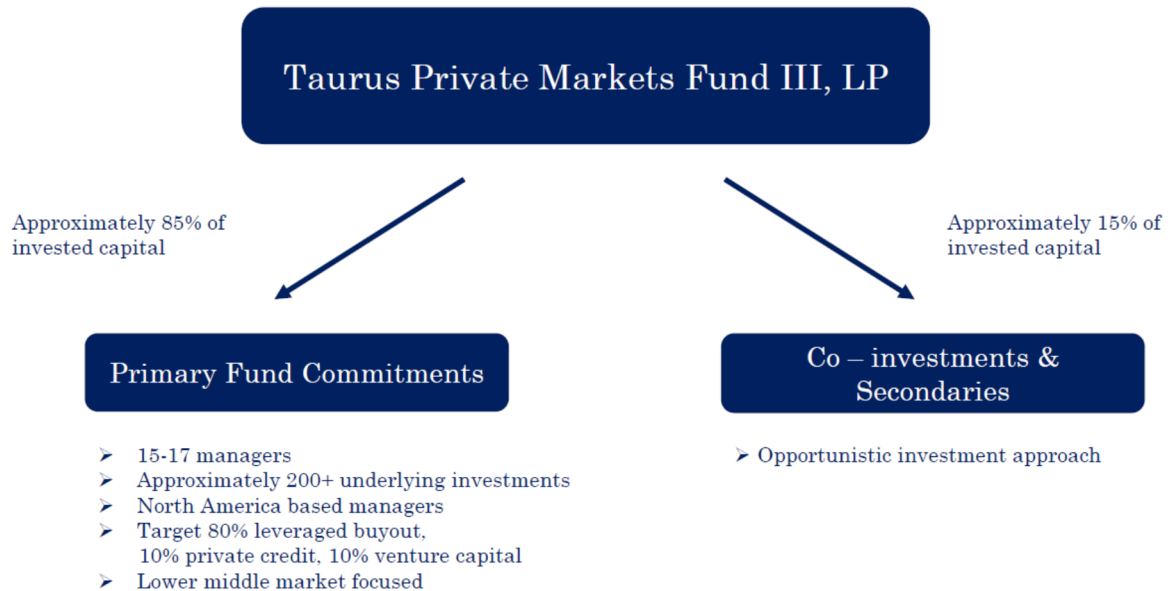 Taurus Private Markets Fund III, LP
Approximately 85% of
invested capital
Approximately 15% of
invested capital
Primary Fund Commitments
➢ 15-17 managers
➢ Approximately 200+ underlying investments
➢ North America based managers
➢ Target 80% leveraged buyout,
10% private credit, 10% venture capital
➢ Lower middle market focused
Co – investments &
Secondaries
➢ Opportunistic investment approach